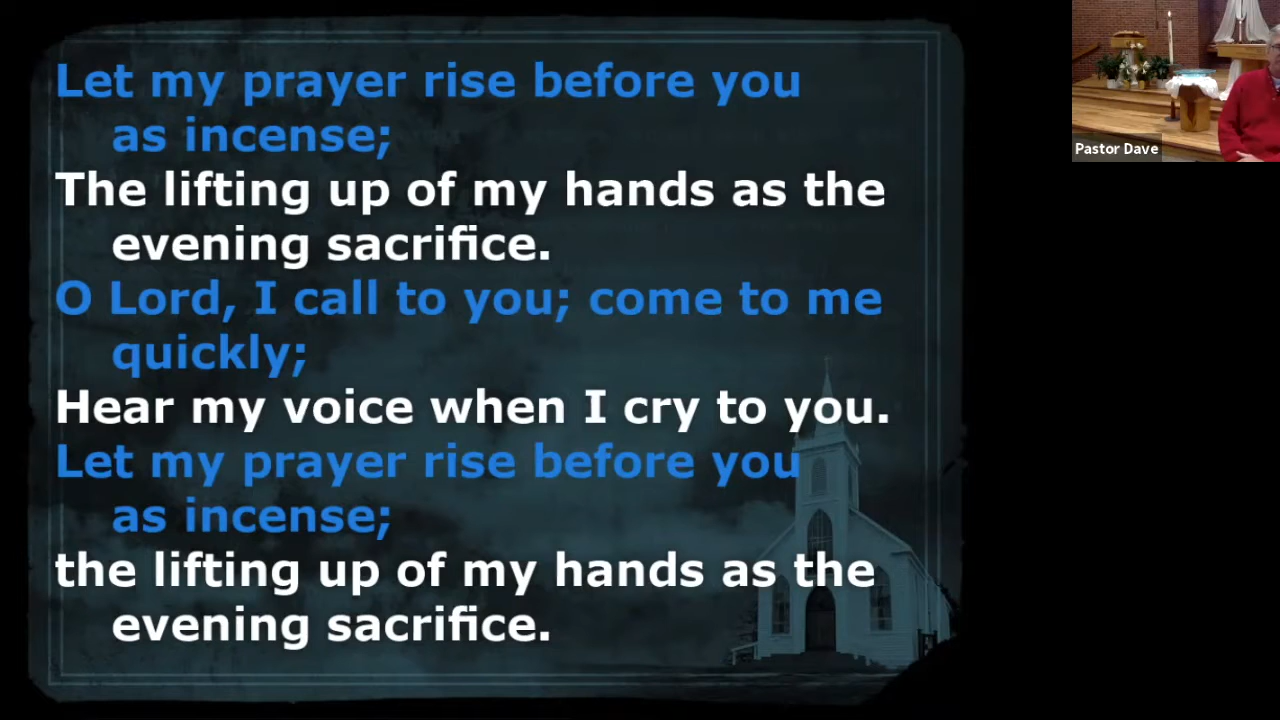 Let my prayer rise before you
as incense;
The lifting up of my hands as the
evening sacrifice.
O Lord, I call to you; come to me
quickly;
Hear my voice when I cry to you.
Let my prayer rise before you
as incense;
the lifting up of my hands as the
evening sacrifice.
Pastor Dave